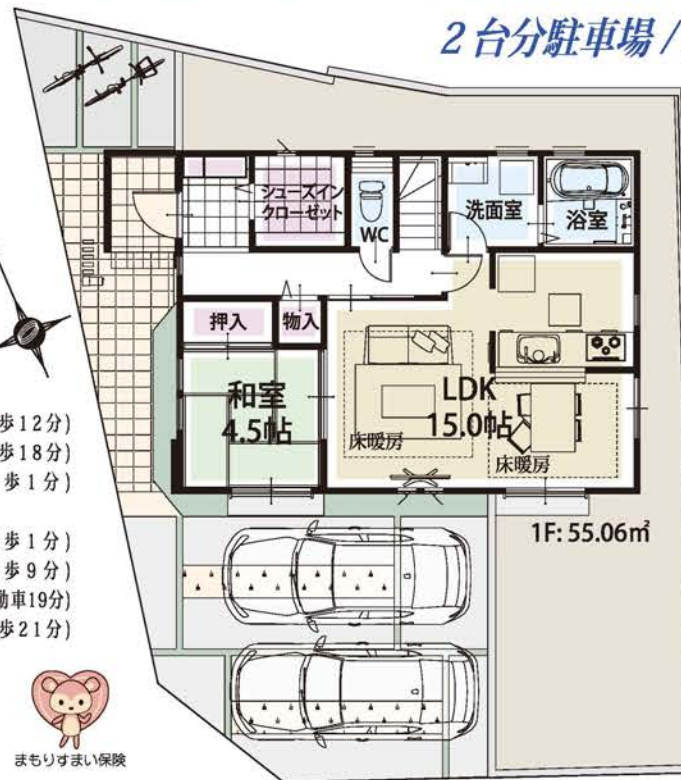 2台分駐車場/
シューズイン
クローゼット
WC
洗面室
浴室
押入
物入
和室
4.5帖
LDK
15.0帖
床暖房
床暖房
1F: 55.06㎡
歩12分)
歩18分)
歩1分)
歩1分)
歩9分)
動車19分)
歩21分)
まもりすまい保険